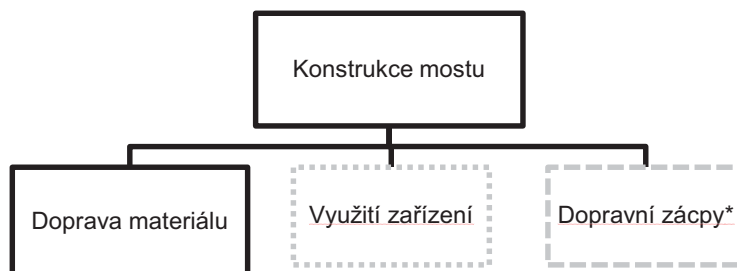 Konstrukce mostu
Doprava materiálu
Využití zařízení
Dopravní zácpy*